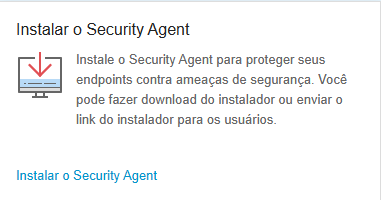 Instalar o Security Agent
Instale o Security Agent para proteger seus
endpoints contra ameaças de segurança. Você
pode fazer download do instalador ou enviar o
link do instalador para os usuários.
Instalar o Security Agent